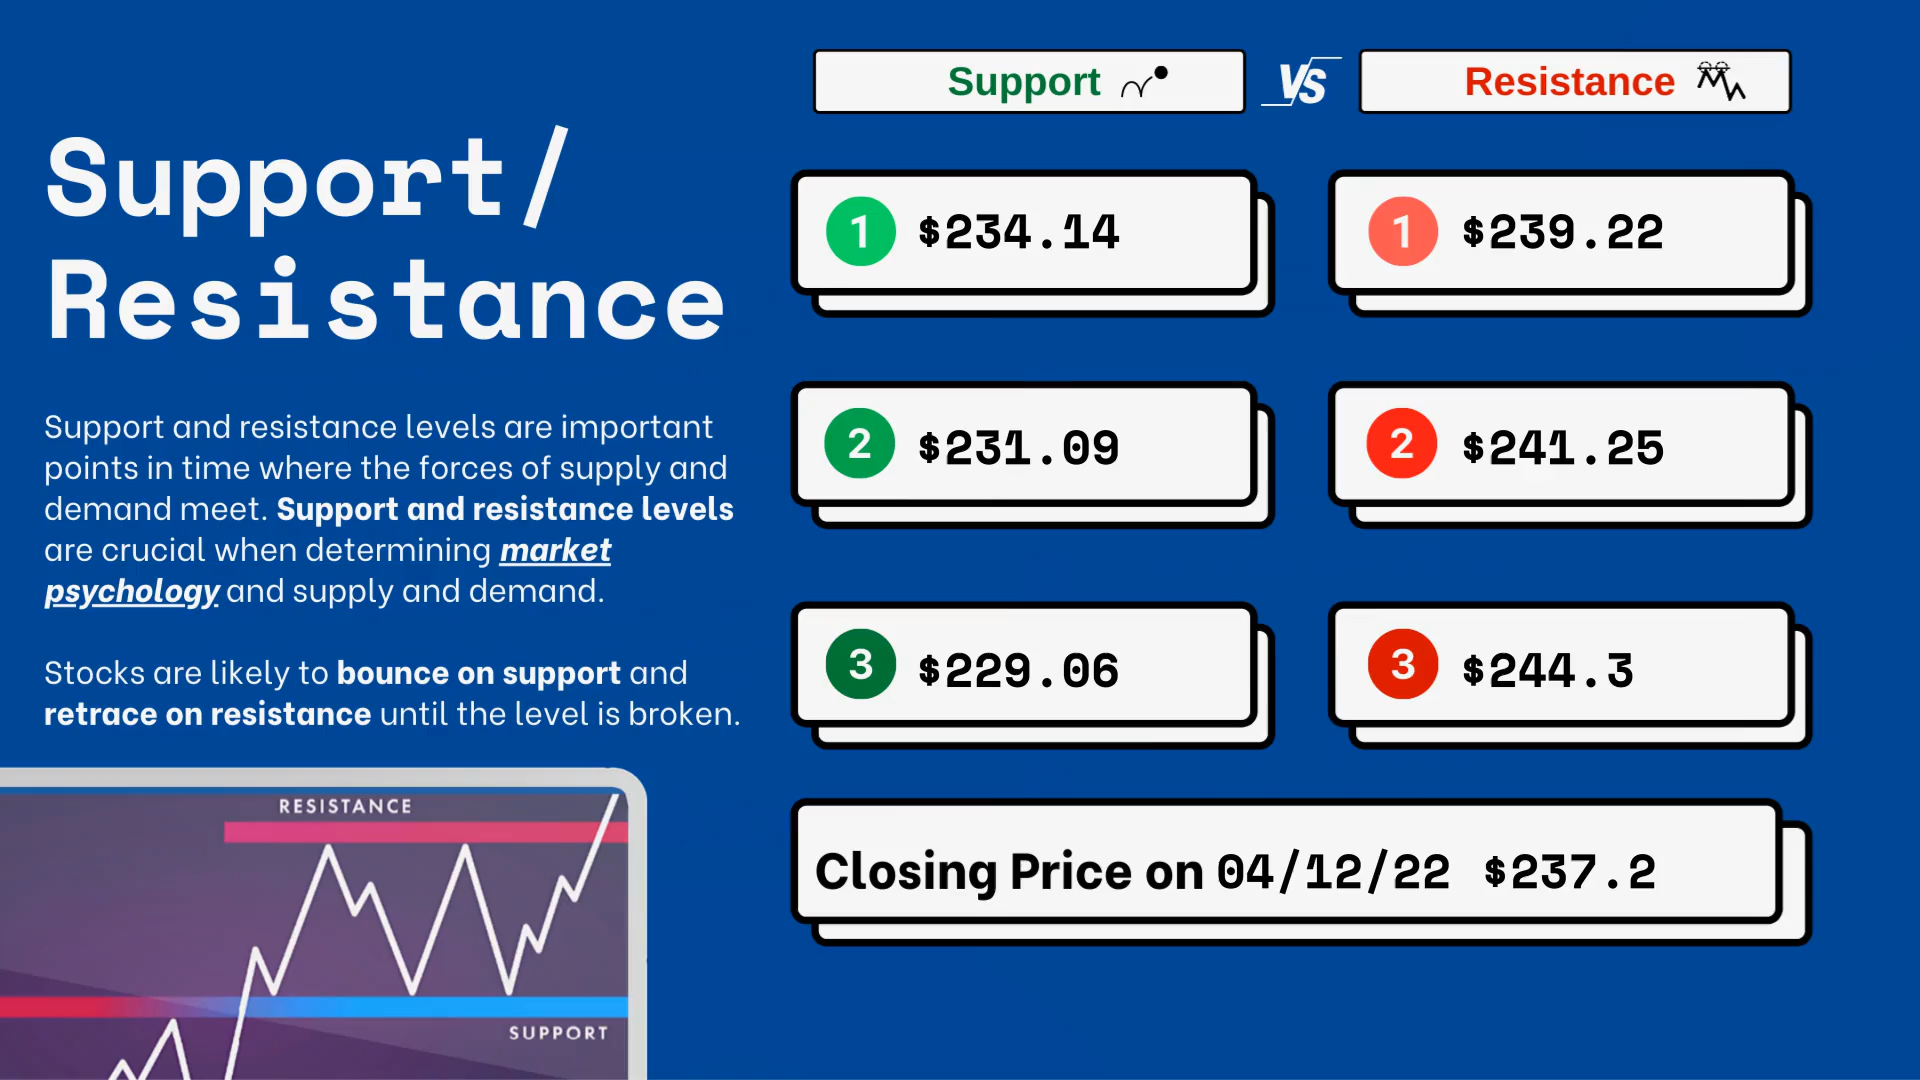 Support/
Resistance
Support and resistance levels are important
points in time where the forces of supply and
demand meet. Support and resistance levels
are crucial when determining market
psychology and supply and demand.
Stocks are likely to bounce on support and
retrace on resistance until the level is broken.
RESISTANCE
SUPPORT
Support VS Resistance
1 $234.14
1 $239.22
2 $231.09
2 $241.25
3 $229.06
3 $244.3
Closing Price on 04/12/22 $237.2